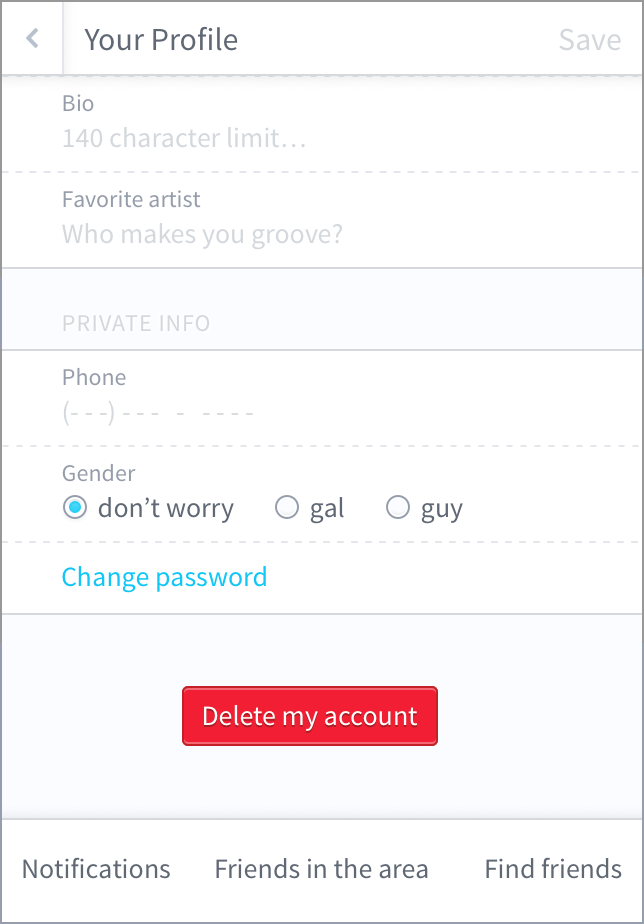 Your Profile Save
Bio
140 character limit…
Favorite artist
Who makes you groove?
PRIVATE INFO
Phone
(- - -) - - - - - - - -
Gender
don’t worry gal guy
Change password
Delete my account
Notifications Friends in the area Find friends